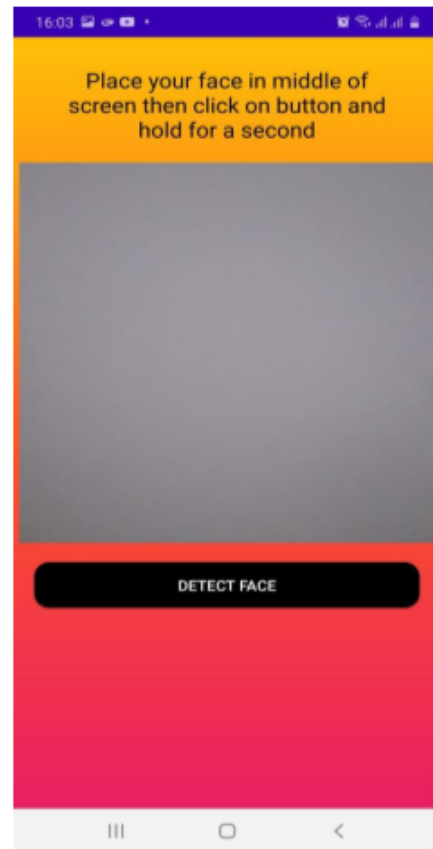 16:03
Place your face in middle of
screen then click on button and
hold for a second
DETECT FACE